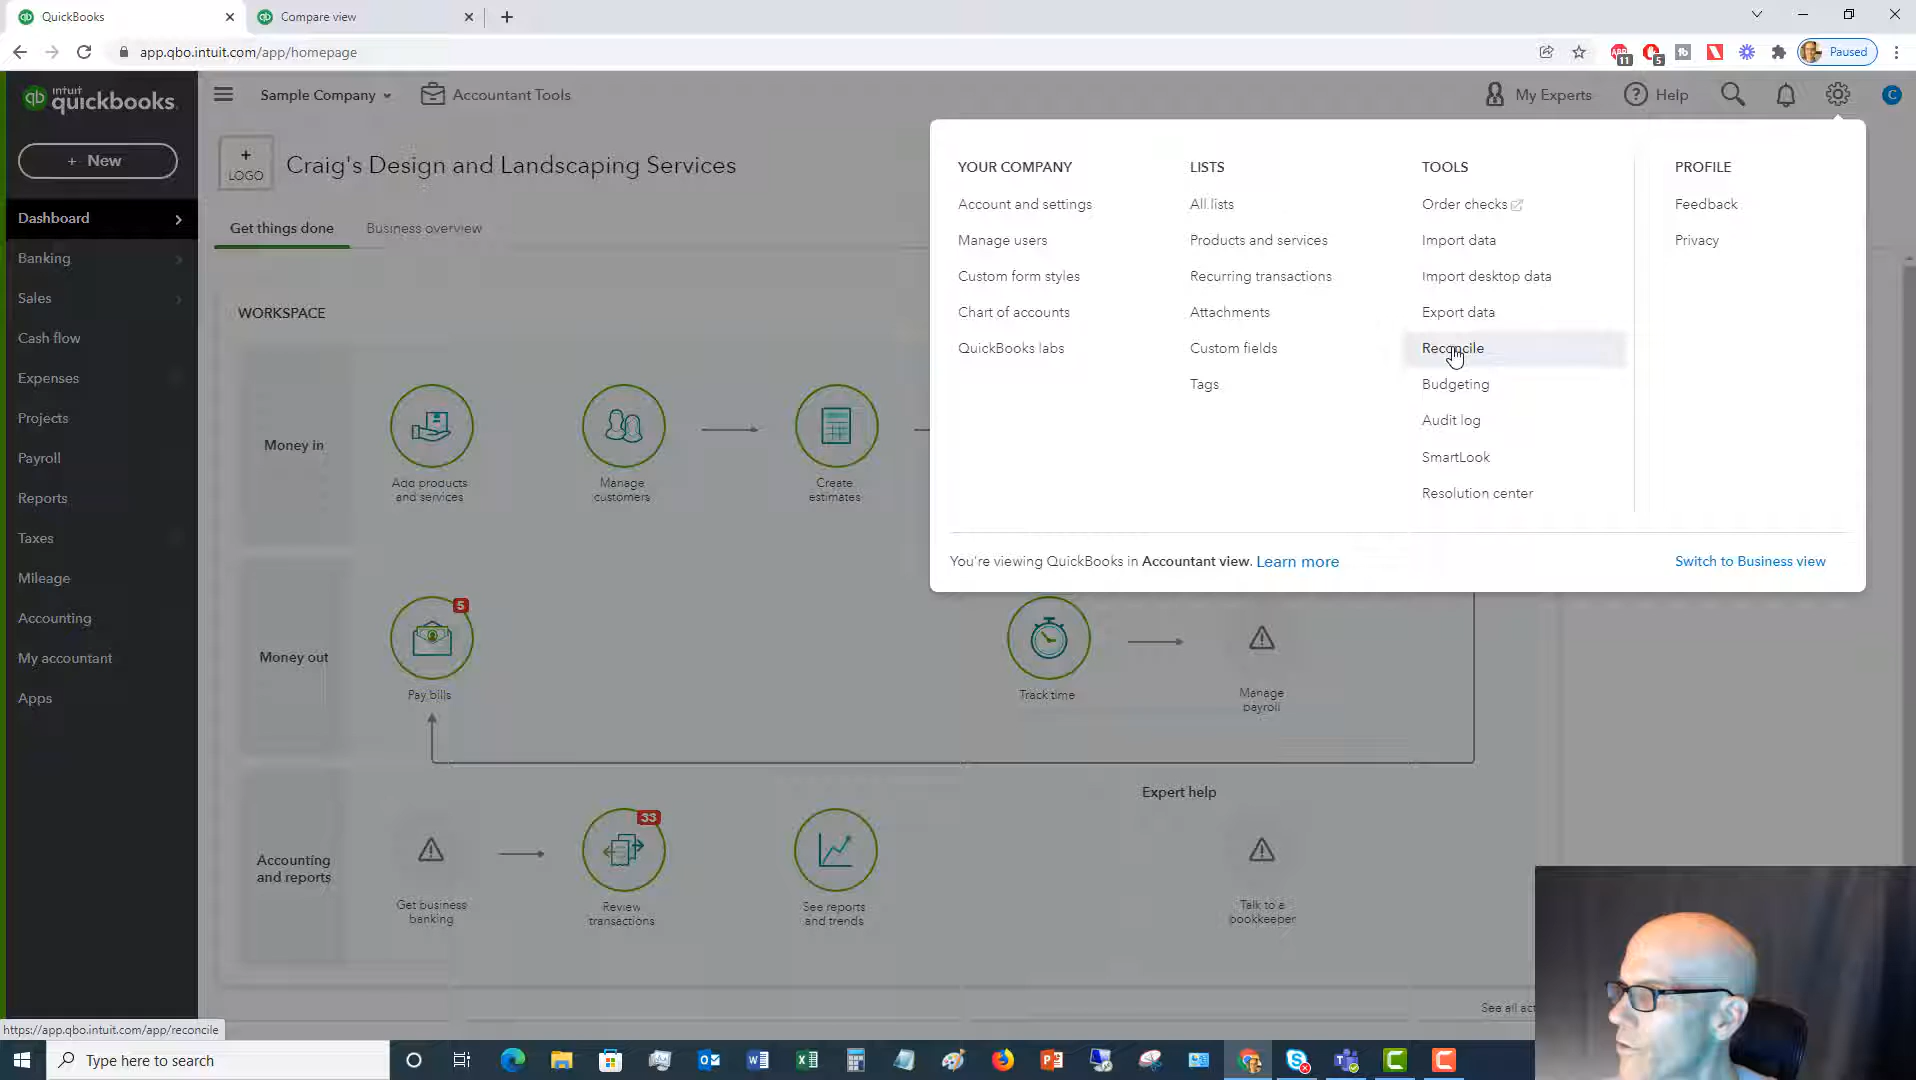 QuickBooks
Compare view
app.qbo.intuit.com/app/homepage
11
5
Paused
intuit
quickbooks.
Sample Company
Accountant Tools
My Experts
Help
C
+ New
+
LOGO
Craig's Design and Landscaping Services
Dashboard
Banking
Sales
Cash flow
Expenses
Projects
Payroll
Reports
Taxes
Mileage
Accounting
My accountant
Apps
Get things done
Business overview
WORKSPACE
Money in
Add products
and services
Manage
customers
Create
estimates
Money out
5
Pay bills
Track time
Manage
payroll
Accounting
and reports
Get business
banking
33
Review
transactions
See reports
and trends
Expert help
Talk to a
bookkeeper
See all act
YOUR COMPANY
Account and settings
Manage users
Custom form styles
Chart of accounts
QuickBooks labs
LISTS
All lists
Products and services
Recurring transactions
Attachments
Custom fields
Tags
TOOLS
Order checks
Import data
Import desktop data
Export data
Reconcile
Budgeting
Audit log
SmartLook
Resolution center
PROFILE
Feedback
Privacy
You're viewing QuickBooks in Accountant view. Learn more
Switch to Business view
https://app.qbo.intuit.com/app/reconcile
Type here to search